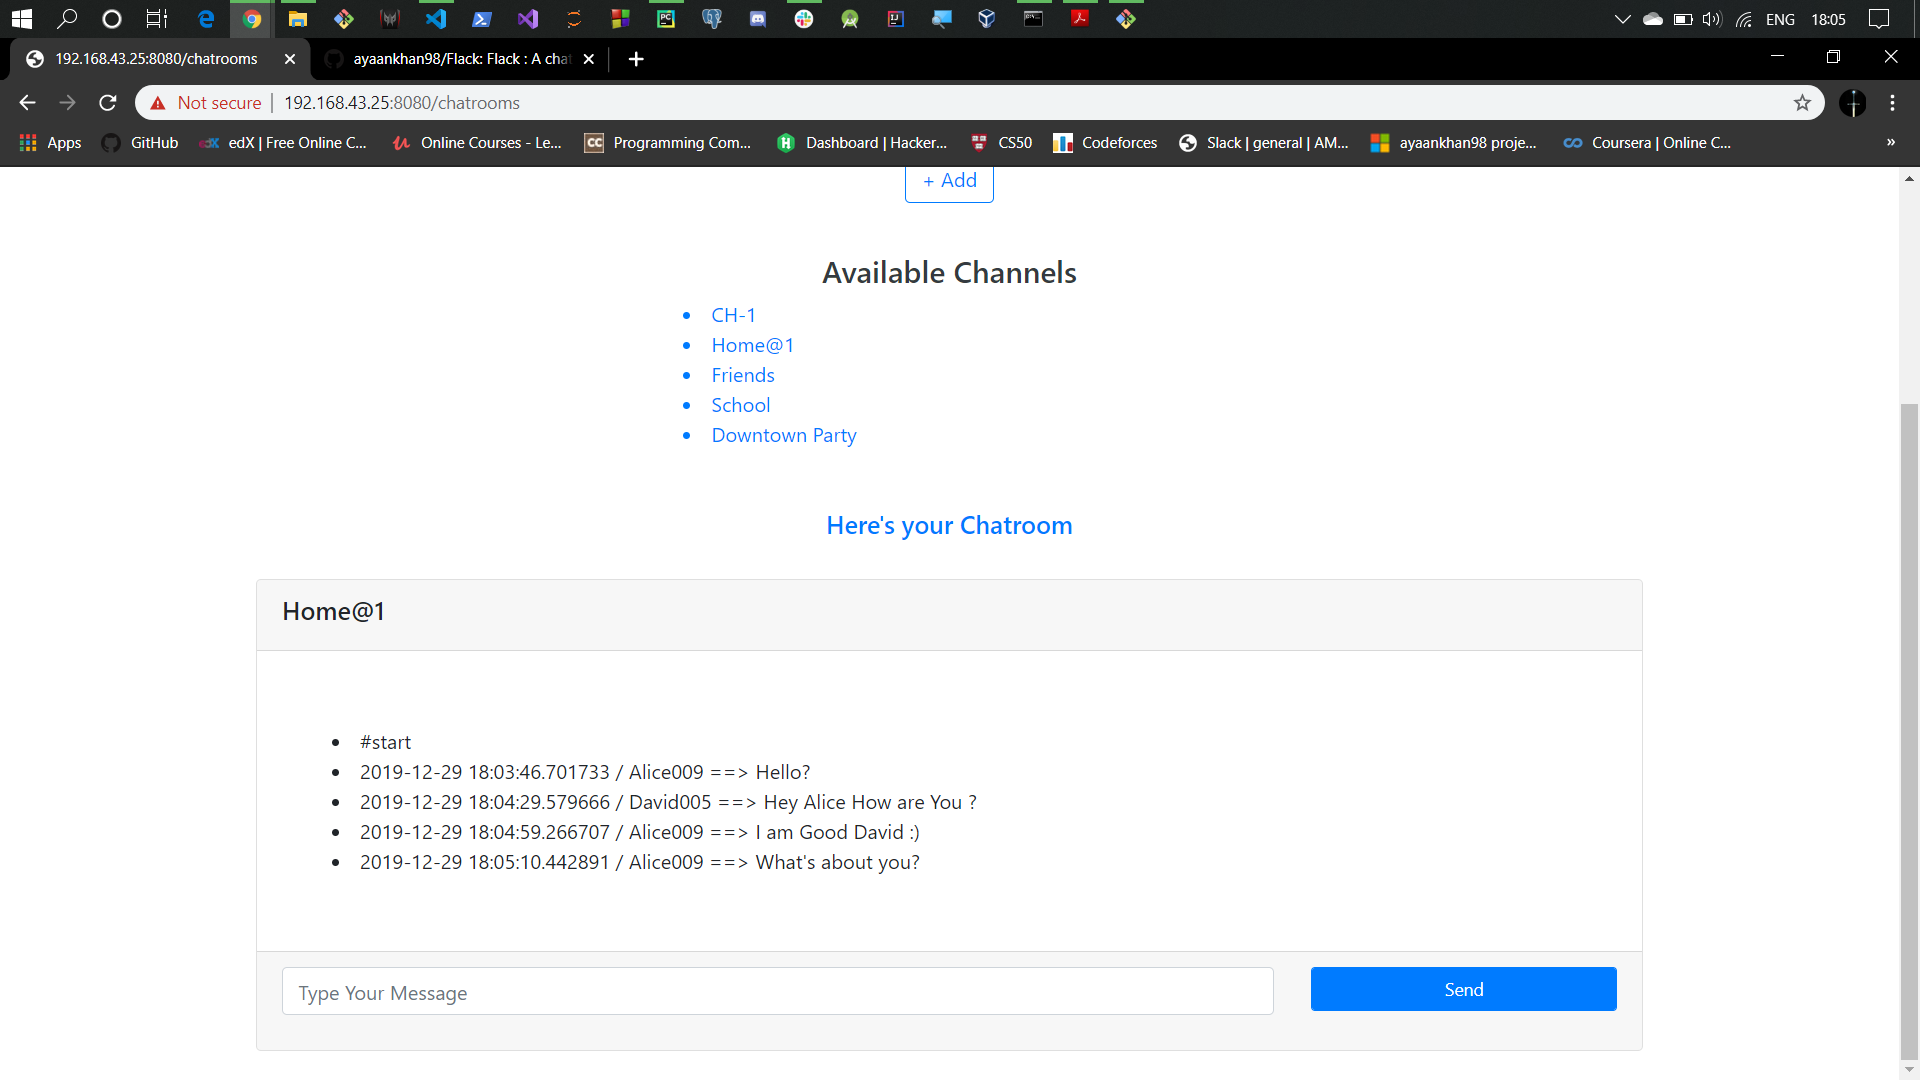 ENG 18:05
192.168.43.25:8080/chatrooms
ayaankhan98/Flack: Flack : A cha
Not secure | 192.168.43.25:8080/chatrooms
Apps GitHub edX | Free Online C... Online Courses - Le... CC Programming Com... Dashboard | Hacker... CS50 Codeforces Slack | general | AM... ayaankhan98 proje... Coursera | Online C... »
+ Add
Available Channels
CH-1
Home@1
Friends
School
Downtown Party
Here's your Chatroom
Home@1
#start
2019-12-29 18:03:46.701733 / Alice009 ==> Hello?
2019-12-29 18:04:29.579666 / David005 ==> Hey Alice How are You ?
2019-12-29 18:04:59.266707 / Alice009 ==> I am Good David :)
2019-12-29 18:05:10.442891 / Alice009 ==> What's about you?
Type Your Message
Send